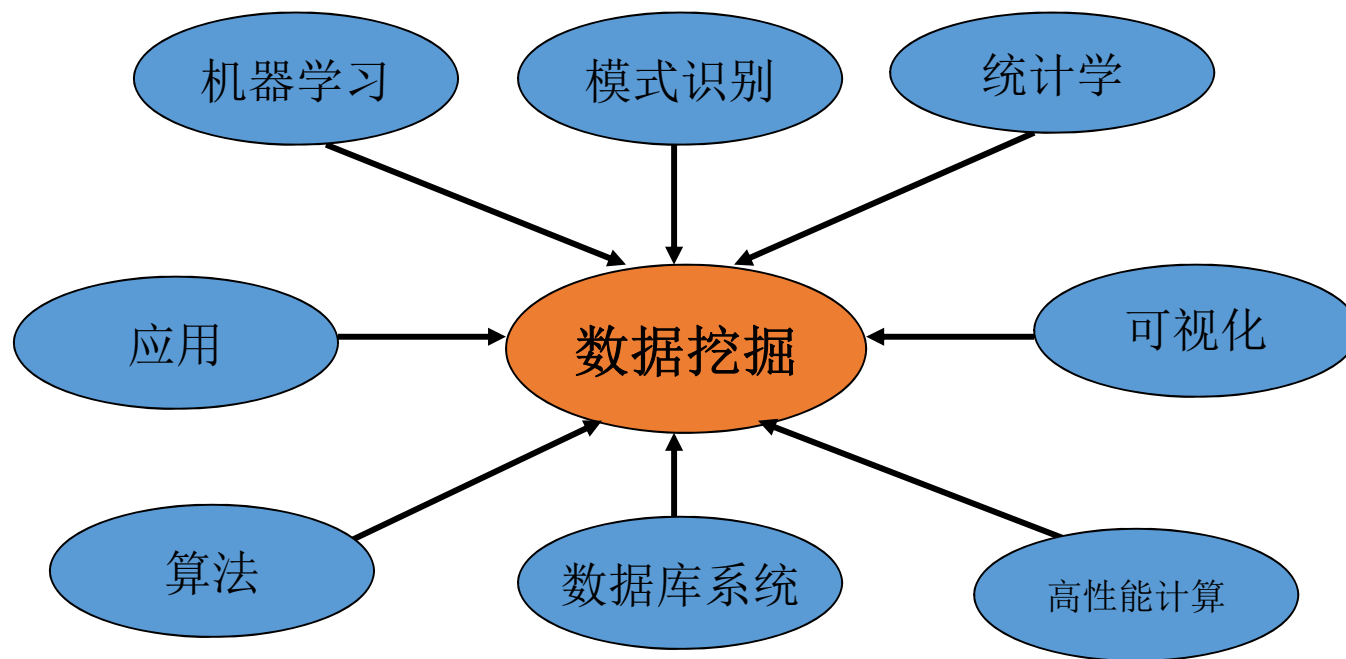 机器学习
模式识别
统计学
应用
数据挖掘
可视化
算法
数据库系统
高性能计算